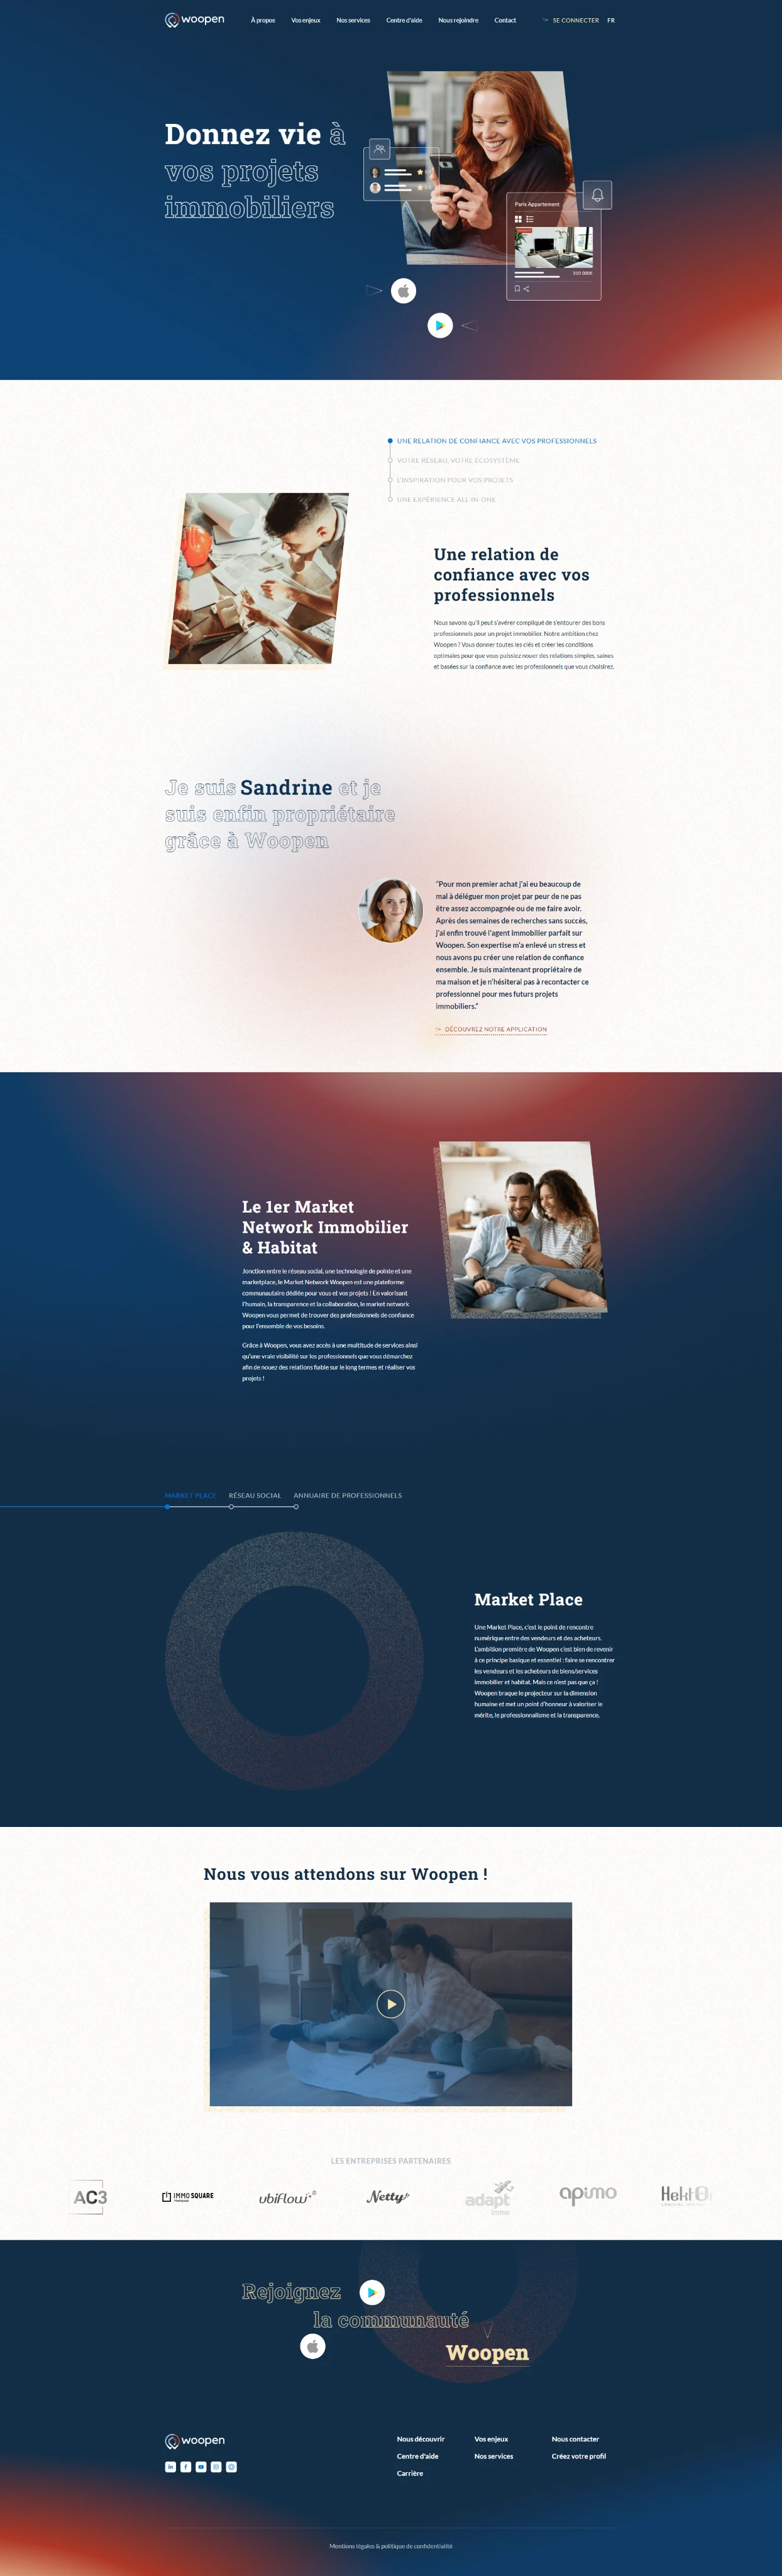 woopen
À propos
Vos enjeux
Nos services
Centre d'aide
Nous rejoindre
Contact
SE CONNECTER
FR
Donnez vie à
vos projets
immobiliers
Paris Appartement
310 000€
UNE RELATION DE CONFIANCE AVEC VOS PROFESSIONNELS
VOTRE RÉSEAU, VOTRE ÉCOSYSTÈME
L'INSPIRATION POUR VOS PROJETS
UNE EXPÉRIENCE ALL-IN-ONE
Une relation de
confiance avec vos
professionnels
Nous savons qu'il peut s'avérer compliqué de s'entourer des bons
professionnels pour un projet immobilier. Notre ambition chez
Woopen ? Vous donner toutes les clés et créer les conditions
optimales pour que vous puissiez nouer des relations simples, saines
et basées sur la confiance avec les professionnels que vous choisirez.
Je suis Sandrine et je
suis enfin propriétaire
grâce à Woopen
"Pour mon premier achat j'ai eu beaucoup de
mal à déléguer mon projet par peur de ne pas
être assez accompagnée ou de me faire avoir.
Après des semaines de recherches sans succès,
j'ai enfin trouvé l'agent immobilier parfait sur
Woopen. Son expertise m'a enlevé un stress et
nous avons pu créer une relation de confiance
ensemble. Je suis maintenant propriétaire de
ma maison et je n'hésiterai pas à recontacter ce
professionnel pour mes futurs projets
immobiliers."
DÉCOUVREZ NOTRE APPLICATION
Le 1er Market
Network Immobilier
& Habitat
Jonction entre le réseau social, une technologie de pointe et une
marketplace, le Market Network Woopen est une plateforme
communautaire dédiée pour vous et vos projets ! En valorisant
l'humain, la transparence et la collaboration, le market network
Woopen vous permet de trouver des professionnels de confiance
pour l'ensemble de vos besoins.
Grâce à Woopen, vous avez accès à une multitude de services ainsi
qu'une vraie visibilité sur les professionnels que vous démarchez
afin de nouez des relations fiable sur le long termes et réaliser vos
projets !
MARKET PLACE
RÉSEAU SOCIAL
ANNUAIRE DE PROFESSIONNELS
Market Place
Une Market Place, c'est le point de rencontre
numérique entre des vendeurs et des acheteurs.
L'ambition première de Woopen c'est bien de revenir
à ce principe basique et essentiel : faire se rencontrer
les vendeurs et les acheteurs de biens/services
immobilier et habitat. Mais ce n'est pas que ça !
Woopen braque le projecteur sur la dimension
humaine et met un point d'honneur à valoriser le
mérite, le professionnalisme et la transparence.
Nous vous attendons sur Woopen !
LES ENTREPRISES PARTENAIRES
AC3
IMMO SQUARE
ubiflow
Netty
adapt
immo
apimo
Hekt
Rejoignez
la communauté
Woopen
woopen
Nous découvrir
Vos enjeux
Nous contacter
Centre d'aide
Nos services
Créez votre profil
Carrière
Mentions légales & politique de confidentialité